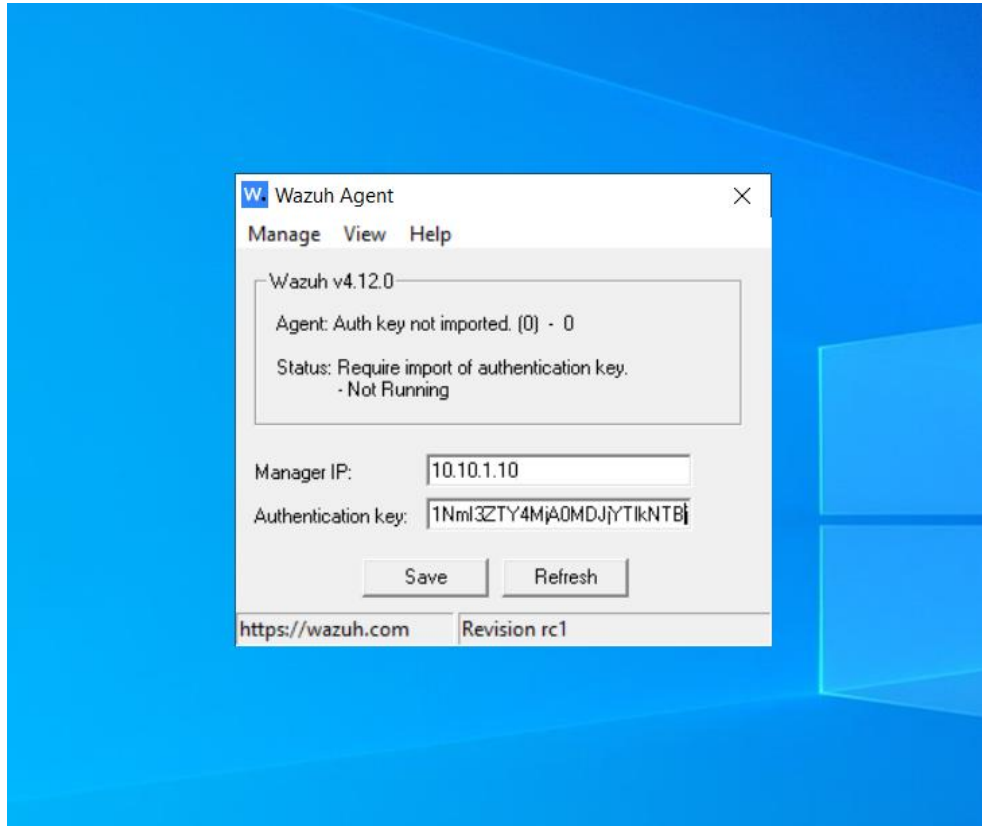 W. Wazuh Agent
Manage View Help
Wazuh v4.12.0
Agent: Auth key not imported. (0) - 0
Status: Require import of authentication key.
- Not Running
Manager IP: 10.10.1.10
Authentication key:
Save Refresh
https://wazuh.com Revision rc1